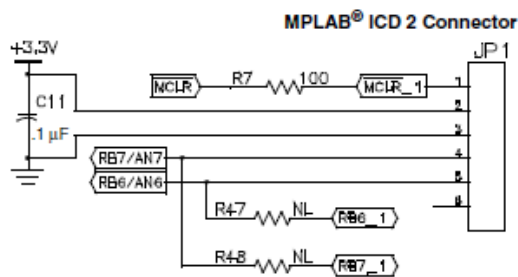 MPLAB® ICD 2 Connector
+3.3V
JP1
MCLR R7 100 MCLR_1 1
C11 2
.1 µF 3
RB7/AN7 4
RB6/AN6 5
6
R47 NL RB6_1
R48 NL RB7_1